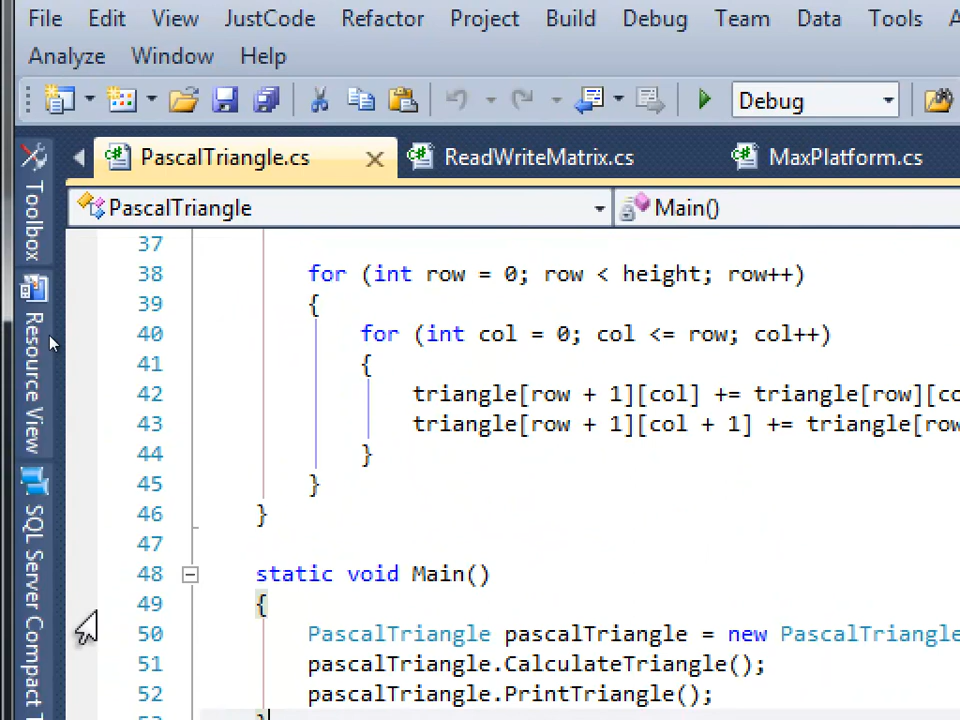 File Edit View JustCode Refactor Project Build Debug Team Data Tools
Analyze Window Help
Debug
PascalTriangle.cs ReadWriteMatrix.cs MaxPlatform.cs
PascalTriangle Main()
Toolbox
Resource View
SQL Server Compact
37
38 for (int row = 0; row < height; row++)
39 {
40 for (int col = 0; col <= row; col++)
41 {
42 triangle[row + 1][col] += triangle[row][co
43 triangle[row + 1][col + 1] += triangle[row
44 }
45 }
46 }
47
48 static void Main()
49 {
50 PascalTriangle pascalTriangle = new PascalTriangle
51 pascalTriangle.CalculateTriangle();
52 pascalTriangle.PrintTriangle();